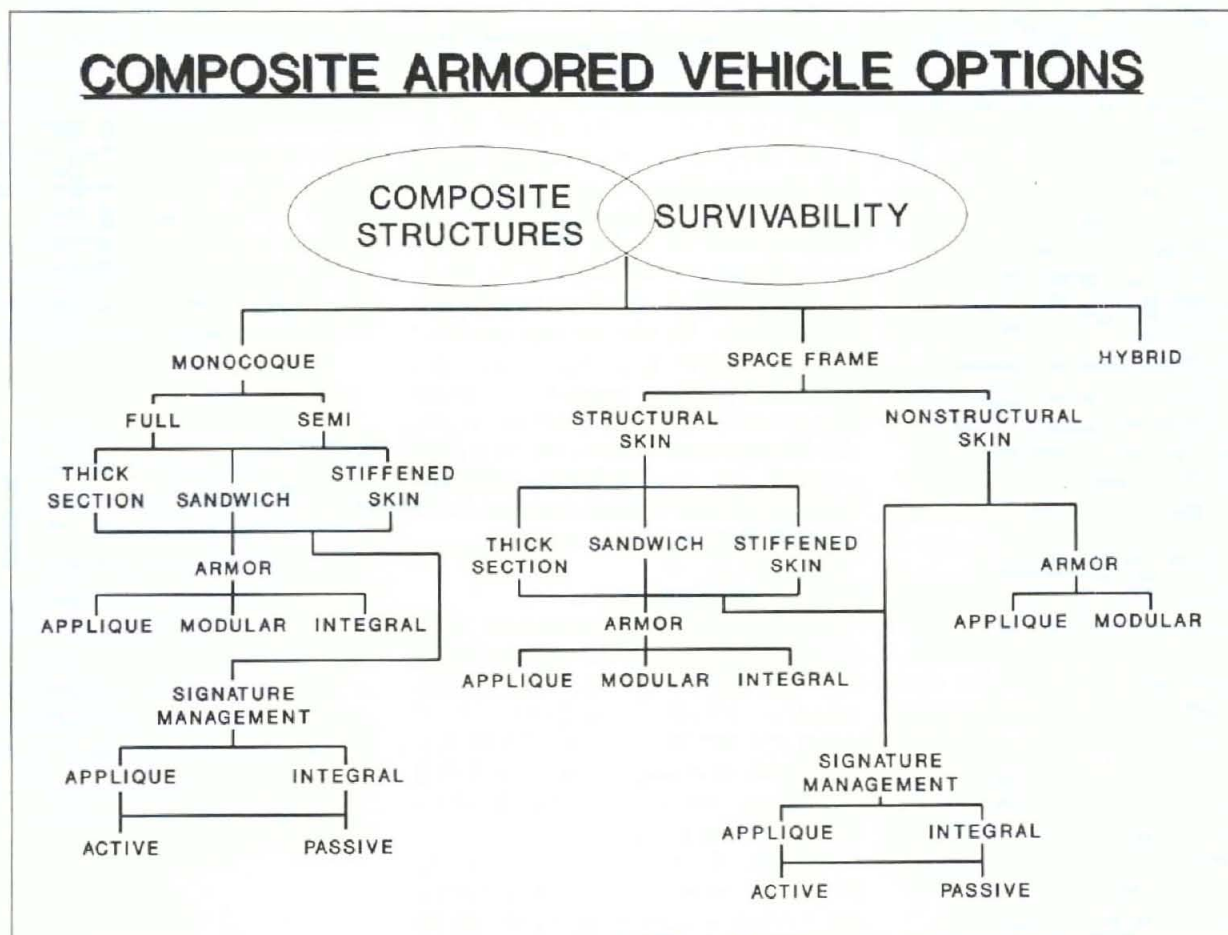 COMPOSITE ARMORED VEHICLE OPTIONS
COMPOSITE
STRUCTURES
SURVIVABILITY
MONOCOQUE
SPACE FRAME
HYBRID
FULL
SEMI
STRUCTURAL
SKIN
NONSTRUCTURAL
SKIN
THICK
SECTION
SANDWICH
STIFFENED
SKIN
THICK
SECTION
SANDWICH
STIFFENED
SKIN
ARMOR
APPLIQUE
MODULAR
INTEGRAL
ARMOR
APPLIQUE
MODULAR
INTEGRAL
ARMOR
APPLIQUE
MODULAR
SIGNATURE
MANAGEMENT
APPLIQUE
INTEGRAL
ACTIVE
PASSIVE
SIGNATURE
MANAGEMENT
APPLIQUE
INTEGRAL
ACTIVE
PASSIVE